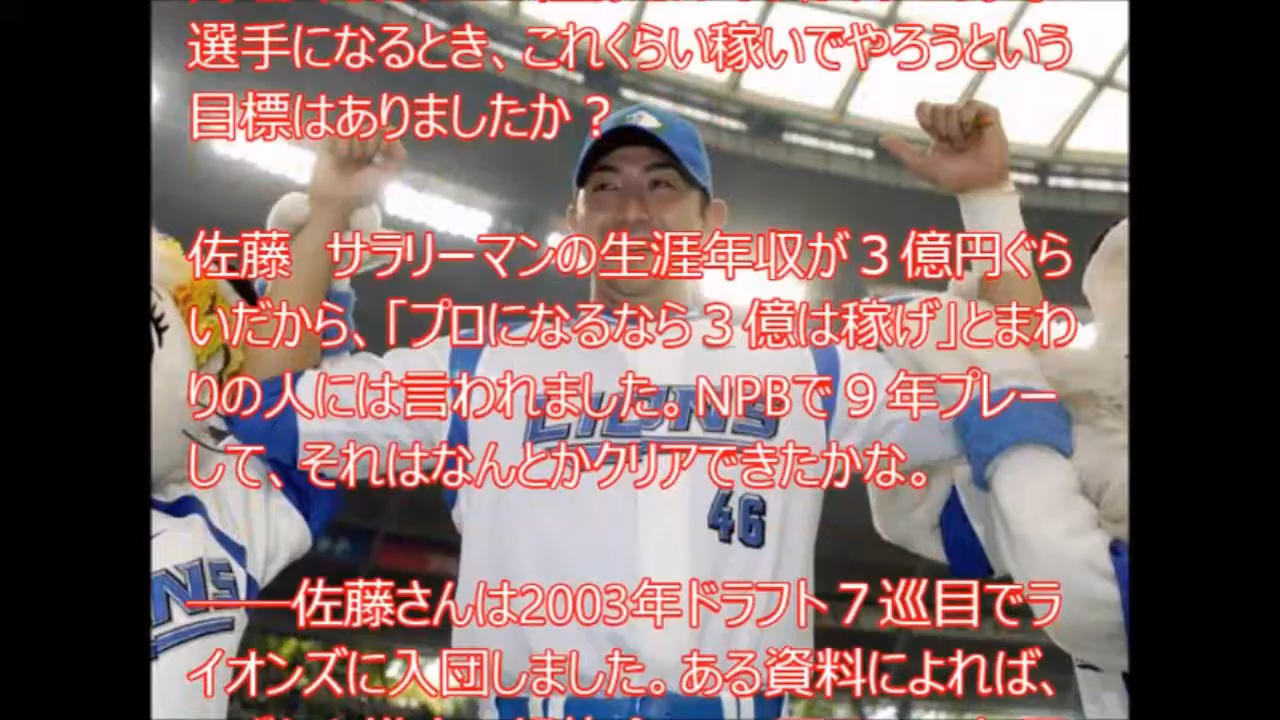 選手になるとき、これくらい稼いでやろうという
目標はありましたか？
佐藤　サラリーマンの生涯年収が３億円ぐら
いだから、「プロになるなら３億は稼げ」とまわ
りの人には言われました。NPBで９年プレー
して、それはなんとかクリアできたかな。
――佐藤さんは2003年ドラフト７巡目でラ
イオンズに入団しました。ある資料によれば、
LIONS
46
NS